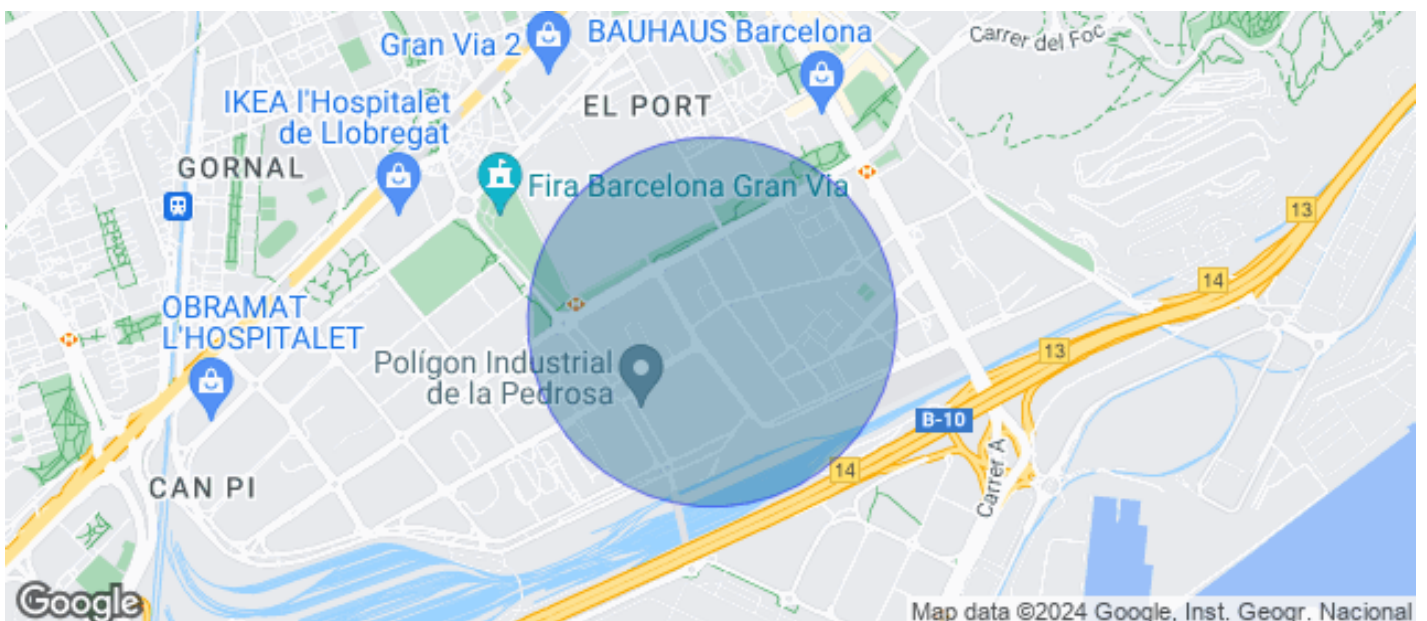 Gran Via 2
BAUHAUS Barcelona
Carrer del Foc
IKEA l'Hospitalet
de Llobregat
EL PORT
GORNAL
Fira Barcelona Gran Via
13
14
OBRAMAT
L'HOSPITALET
Polígon Industrial
de la Pedrosa
13
B-10
14
CAN PI
Carrer A
Google
Map data ©2024 Google, Inst. Geogr. Nacional